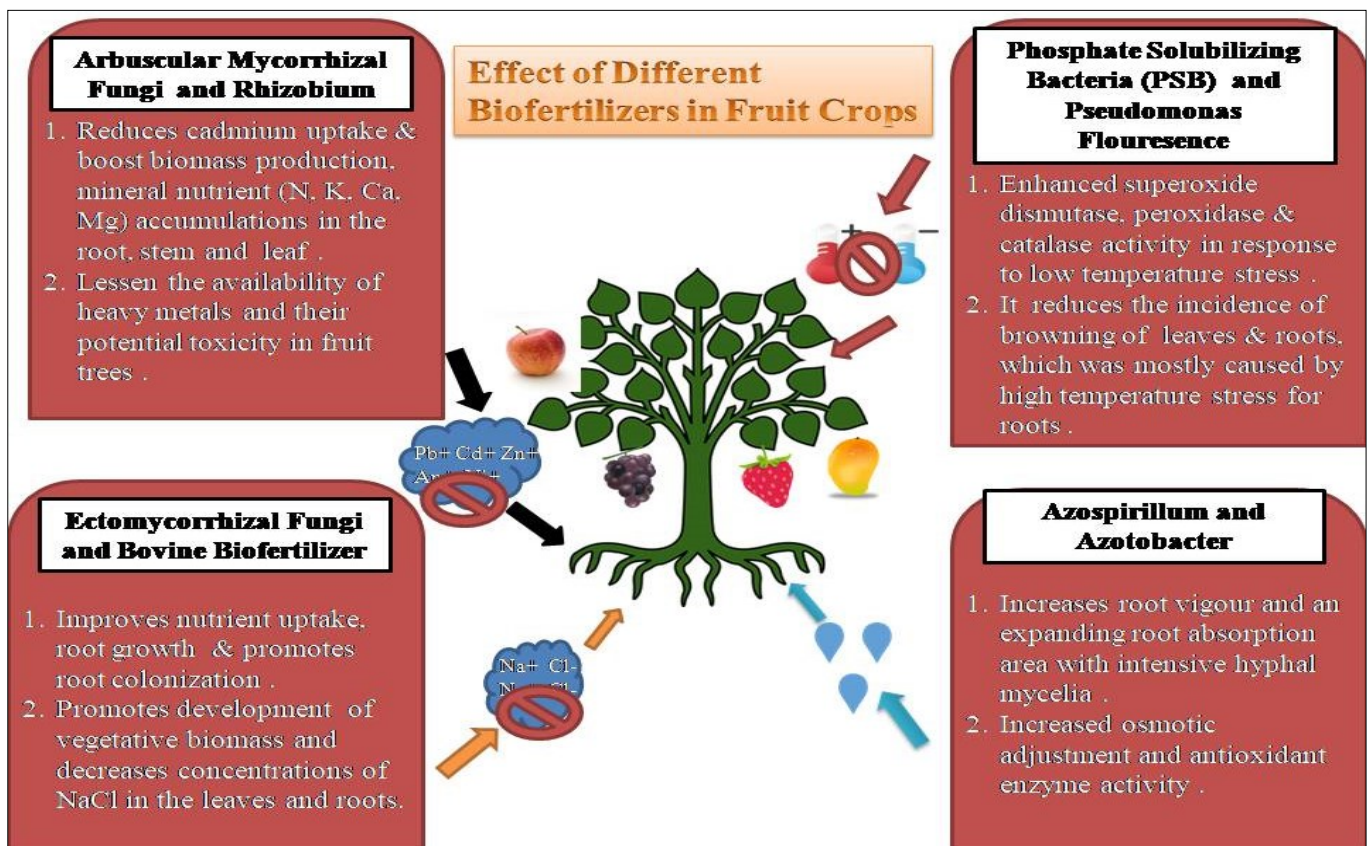 Arbuscular Mycorrhizal
Fungi and Rhizobium
1. Reduces cadmium uptake &
boost biomass production,
mineral nutrient (N, K, Ca,
Mg) accumulations in the
root, stem and leaf .
2. Lessen the availability of
heavy metals and their
potential toxicity in fruit
trees .
Effect of Different
Biofertilizers in Fruit Crops
Phosphate Solubilizing
Bacteria (PSB) and
Pseudomonas
Flouresence
1. Enhanced superoxide
dismutase, peroxidase &
catalase activity in response
to low temperature stress .
2. It reduces the incidence of
browning of leaves & roots,
which was mostly caused by
high temperature stress for
roots .
+ −
Pb+ Cd+ Zn+
Ectomycorrhizal Fungi
and Bovine Biofertilizer
1. Improves nutrient uptake,
root growth & promotes
root colonization .
2. Promotes development of
vegetative biomass and
decreases concentrations of
NaCl in the leaves and roots.
Na+ Cl-
Cl-
Azospirillum and
Azotobacter
1. Increases root vigour and an
expanding root absorption
area with intensive hyphal
mycelia .
2. Increased osmotic
adjustment and antioxidant
enzyme activity .